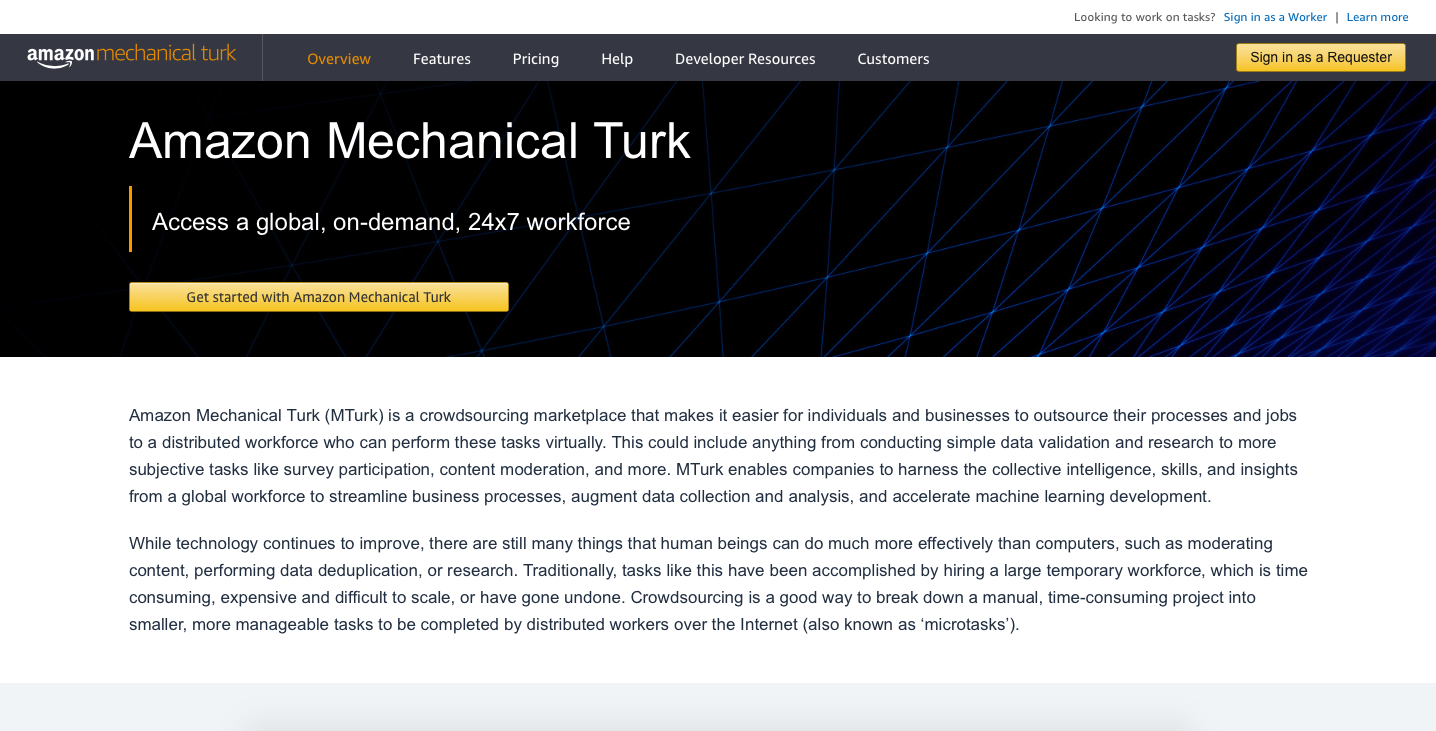 Looking to work on tasks? Sign in as a Worker | Learn more
amazon mechanical turk Overview Features Pricing Help Developer Resources Customers Sign in as a Requester
Amazon Mechanical Turk
Access a global, on-demand, 24x7 workforce
Get started with Amazon Mechanical Turk
Amazon Mechanical Turk (MTurk) is a crowdsourcing marketplace that makes it easier for individuals and businesses to outsource their processes and jobs
to a distributed workforce who can perform these tasks virtually. This could include anything from conducting simple data validation and research to more
subjective tasks like survey participation, content moderation, and more. MTurk enables companies to harness the collective intelligence, skills, and insights
from a global workforce to streamline business processes, augment data collection and analysis, and accelerate machine learning development.
While technology continues to improve, there are still many things that human beings can do much more effectively than computers, such as moderating
content, performing data deduplication, or research. Traditionally, tasks like this have been accomplished by hiring a large temporary workforce, which is time
consuming, expensive and difficult to scale, or have gone undone. Crowdsourcing is a good way to break down a manual, time-consuming project into
smaller, more manageable tasks to be completed by distributed workers over the Internet (also known as ‘microtasks’).